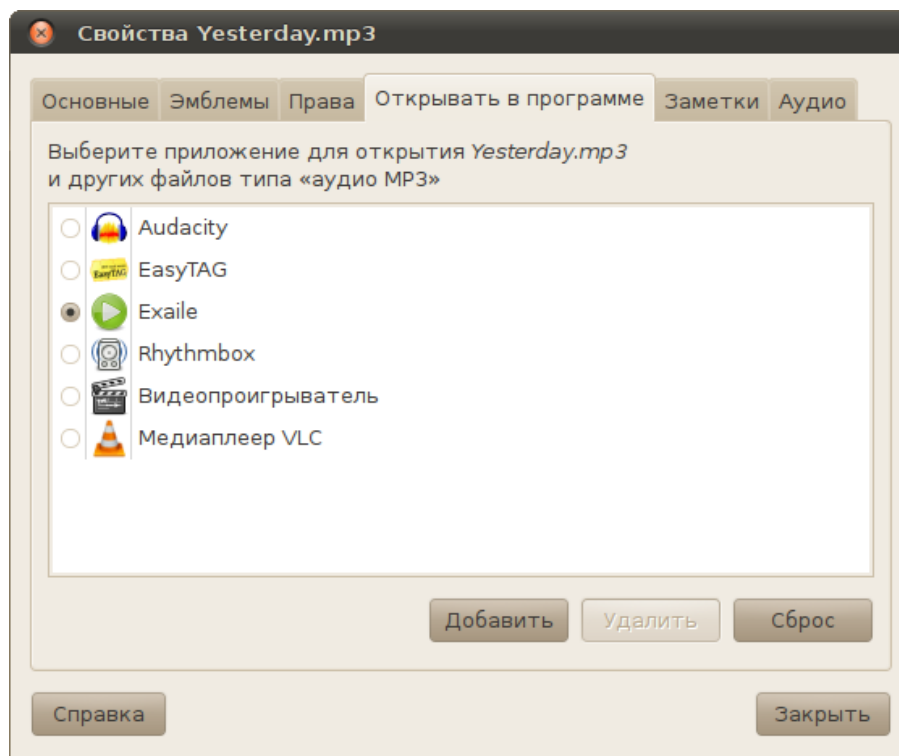 Свойства Yesterday.mp3
Основные Эмблемы Права Открывать в программе Заметки Аудио
Выберите приложение для открытия Yesterday.mp3
и других файлов типа «аудио MP3»
Audacity
EasyTAG
EasyTAG
Exaile
Rhythmbox
Видеопроигрыватель
Медиаплеер VLC
Добавить Удалить Сброс
Справка Закрыть